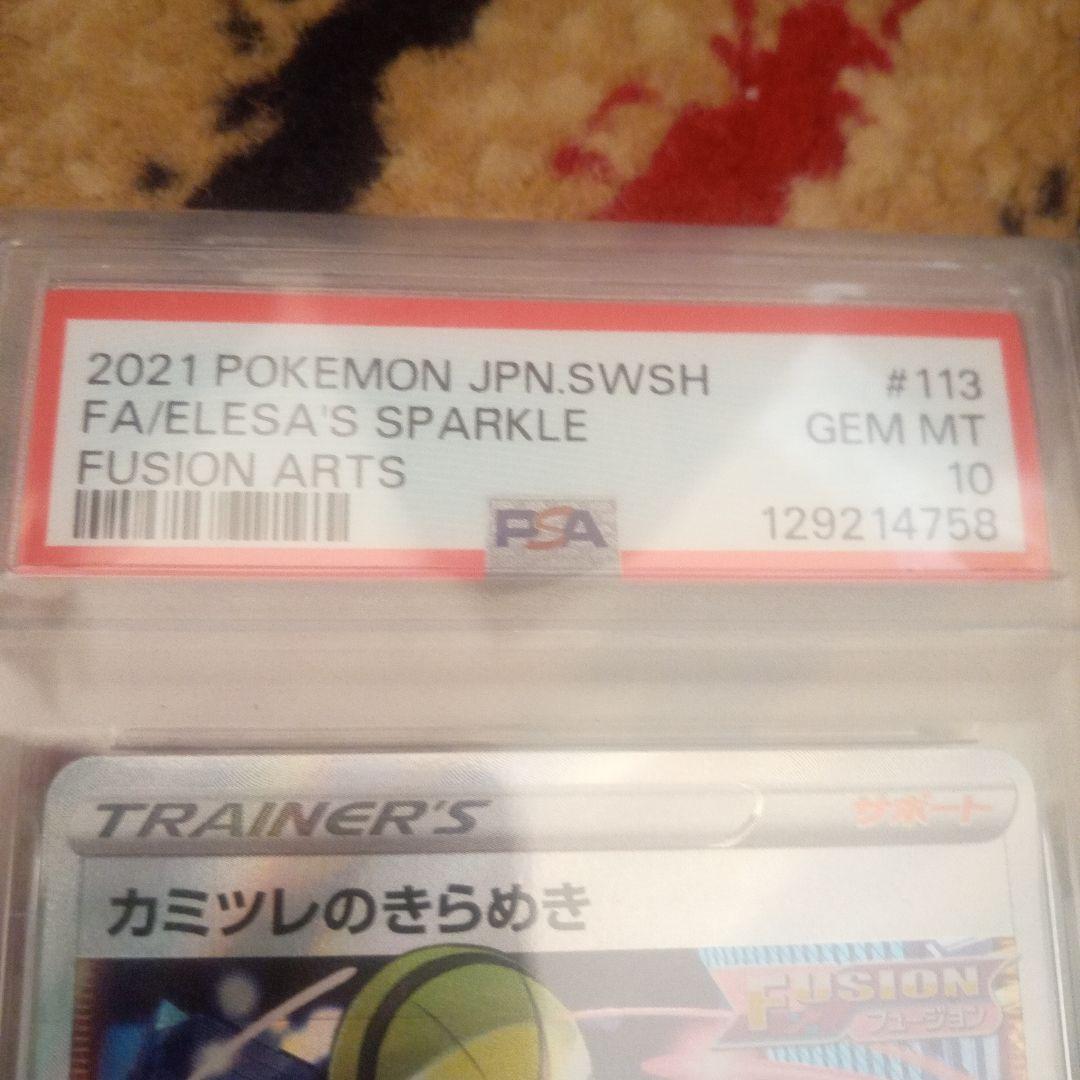 2021 POKEMON JPN.SWSH #113
FA/ELESA'S SPARKLE GEM MT
FUSION ARTS 10
PSA 129214758
TRAINER'S サポート
カミツレのきらめき
FUSION
フュージョン